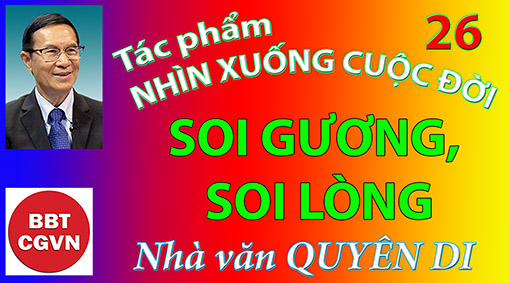 Tác phẩm
26
NHÌN XUỐNG CUỘC ĐỜI
SOI GƯƠNG,
SOI LÒNG
BBT
CGVN
Nhà văn QUYÊN DI